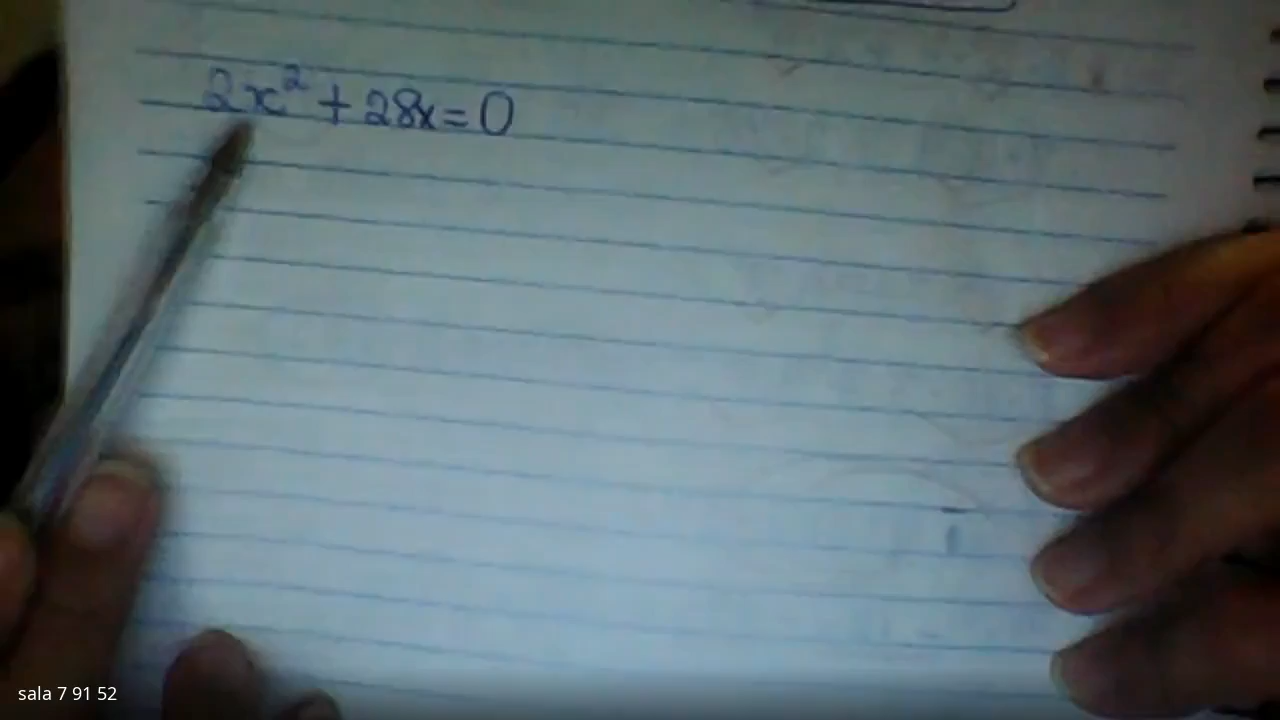 2x² + 28x = 0
sala 7 91 52